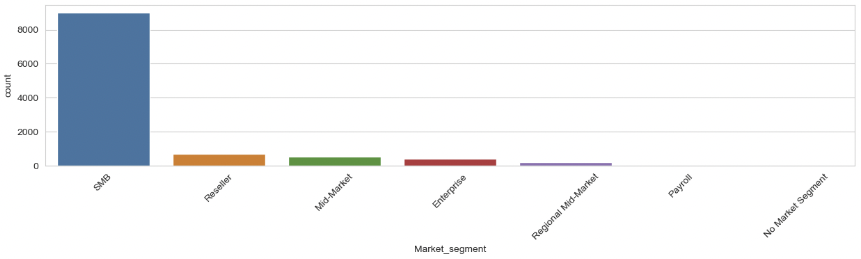 8000
6000
4000
2000
0
count
SMB
Reseller
Mid-Market
Enterprise
Regional Mid-Market
Payroll
No Market Segment
Market_segment